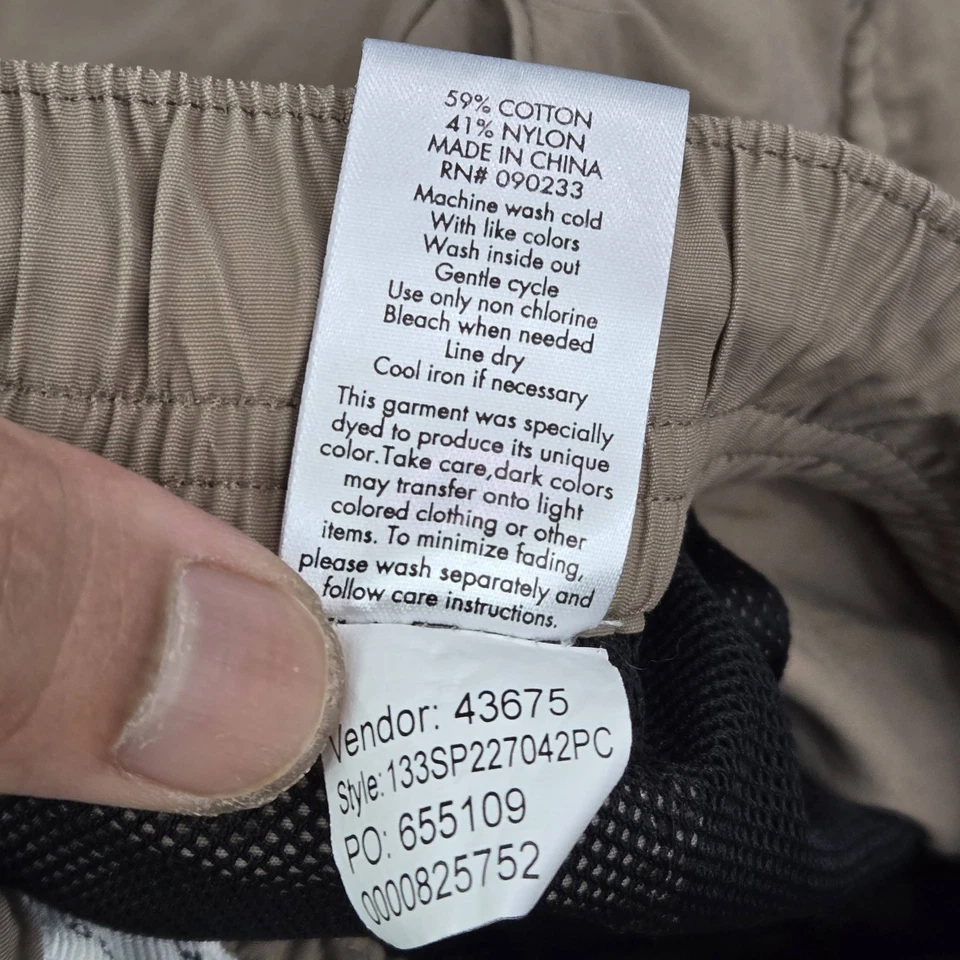 59% COTTON
41% NYLON
MADE IN CHINA
RN# 090233
Machine wash cold
With like colors
Wash inside out
Gentle cycle
Use only non chlorine
Bleach when needed
Line dry
Cool iron if necessary
This garment was specially
dyed to produce its unique
color.Take care,dark colors
may transfer onto light
colored clothing or other
items. To minimize fading,
please wash separately and
follow care instructions.
Vendor: 43675
Style:133SP227042PC
PO: 655109
0000825752